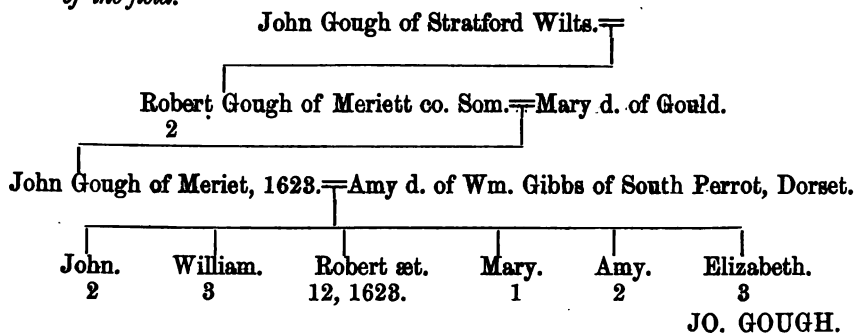 of the field.
John Gough of Stratford Wilts.=
Robert Gough of Meriett co. Som.=Mary d. of Gould.
2
John Gough of Meriet, 1623.=Amy d. of Wm. Gibbs of South Perrot, Dorset.
John. William. Robert æt. Mary. Amy. Elizabeth.
2 3 12, 1623. 1 2 3
JO. GOUGH.